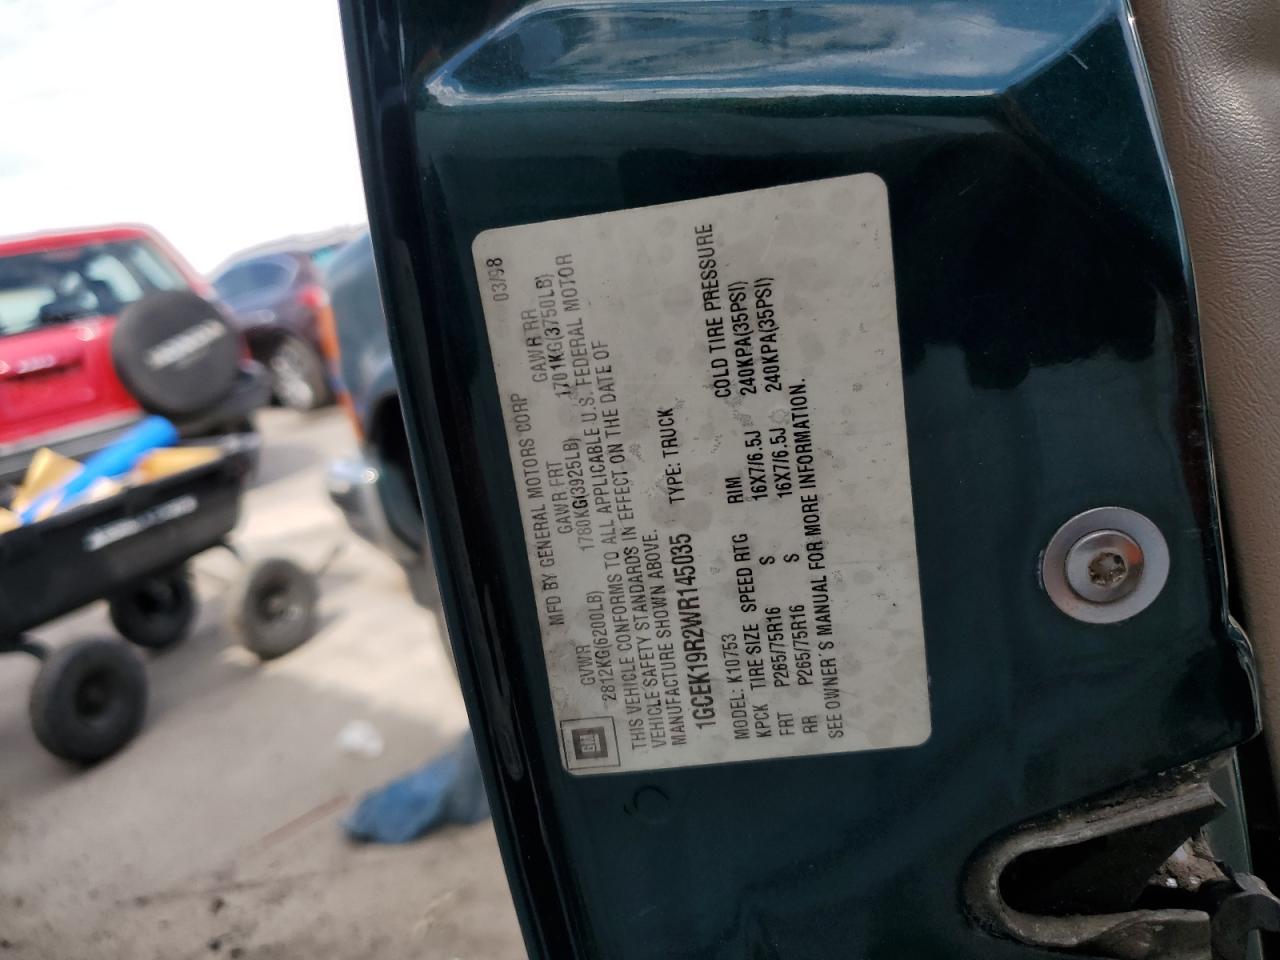 MFD BY GENERAL MOTORS CORP 03/98
GVWR GAWR FRT GAWR RR
2812KG(6200LB) 1780KG(3925LB) 1701KG(3750LB)
THIS VEHICLE CONFORMS TO ALL APPLICABLE U.S. FEDERAL MOTOR
VEHICLE SAFETY STANDARDS IN EFFECT ON THE DATE OF
MANUFACTURE SHOWN ABOVE.
1GCEK19R2WR145035 TYPE: TRUCK
MODEL: K10753
KPCK TIRE SIZE SPEED RTG RIM COLD TIRE PRESSURE
FRT P265/75R16 S 16X7/6.5J 240KPA(35PSI)
RR P265/75R16 S 16X7/6.5J 240KPA(35PSI)
SEE OWNER'S MANUAL FOR MORE INFORMATION.
GM